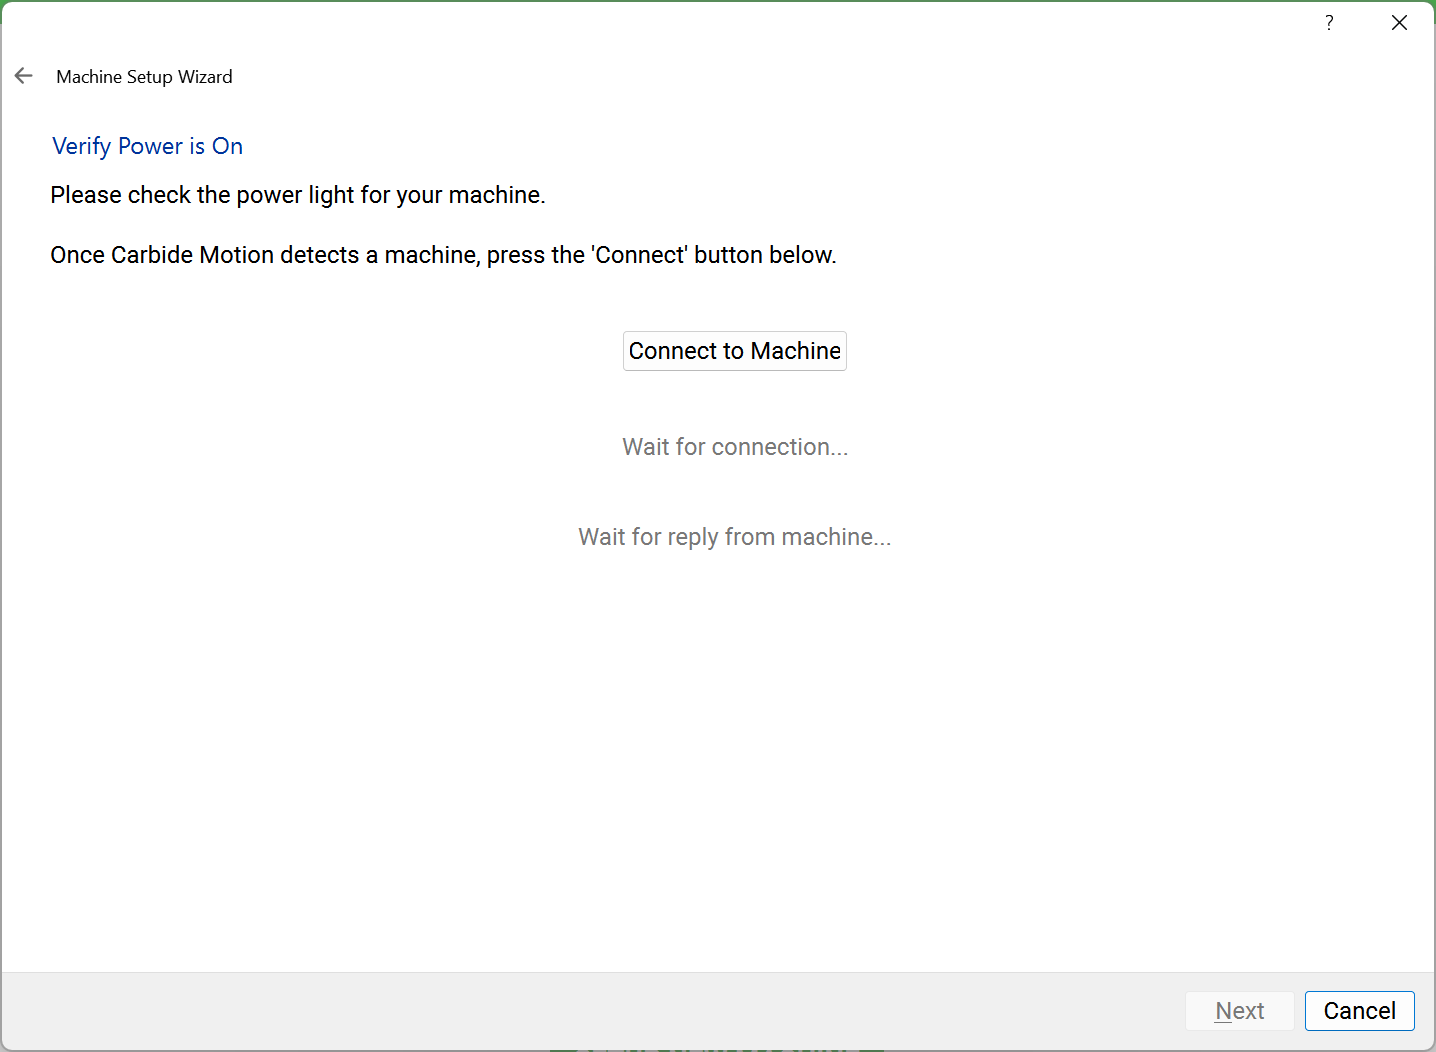 ?
Machine Setup Wizard
Verify Power is On
Please check the power light for your machine.
Once Carbide Motion detects a machine, press the 'Connect' button below.
Connect to Machine
Wait for connection...
Wait for reply from machine...
Next
Cancel